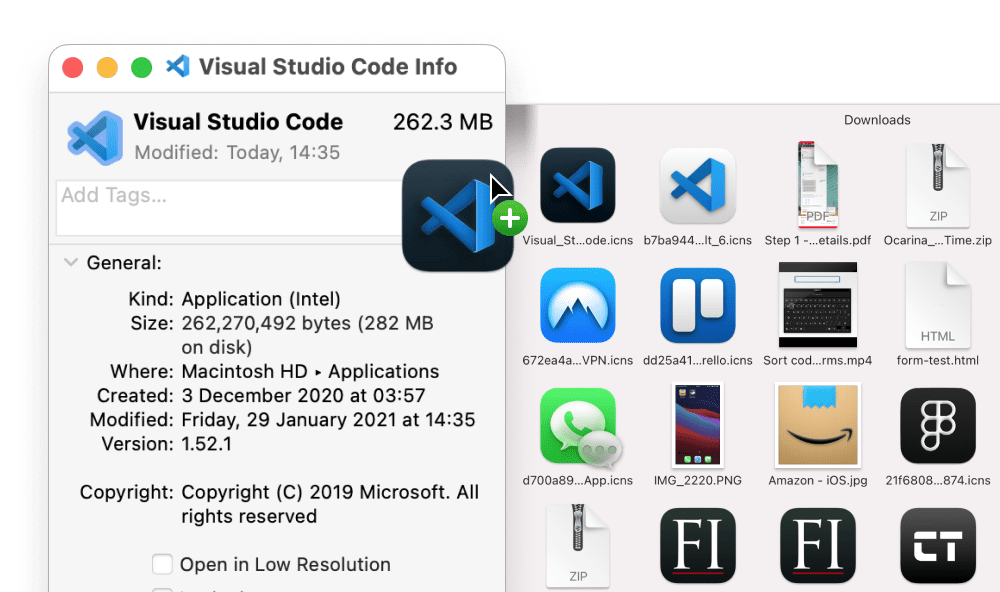 Visual Studio Code Info
Visual Studio Code 262.3 MB
Modified: Today, 14:35
Add Tags...
General:
Kind: Application (Intel)
Size: 262,270,492 bytes (282 MB
on disk)
Where: Macintosh HD ▸ Applications
Created: 3 December 2020 at 03:57
Modified: Friday, 29 January 2021 at 14:35
Version: 1.52.1
Copyright: Copyright (C) 2019 Microsoft. All
rights reserved
Open in Low Resolution
Downloads
PDF
ZIP
Visual_St...ode.icns
b7ba944...lt_6.icns
Step 1 -...etails.pdf
Ocarina_...Time.zip
HTML
672ea4a...VPN.icns
dd25a41...rello.icns
Sort cod...rms.mp4
form-test.html
d700a89...App.icns
IMG_2220.PNG
Amazon - iOS.jpg
21f6808...874.icns
ZIP
FI
FI
CT